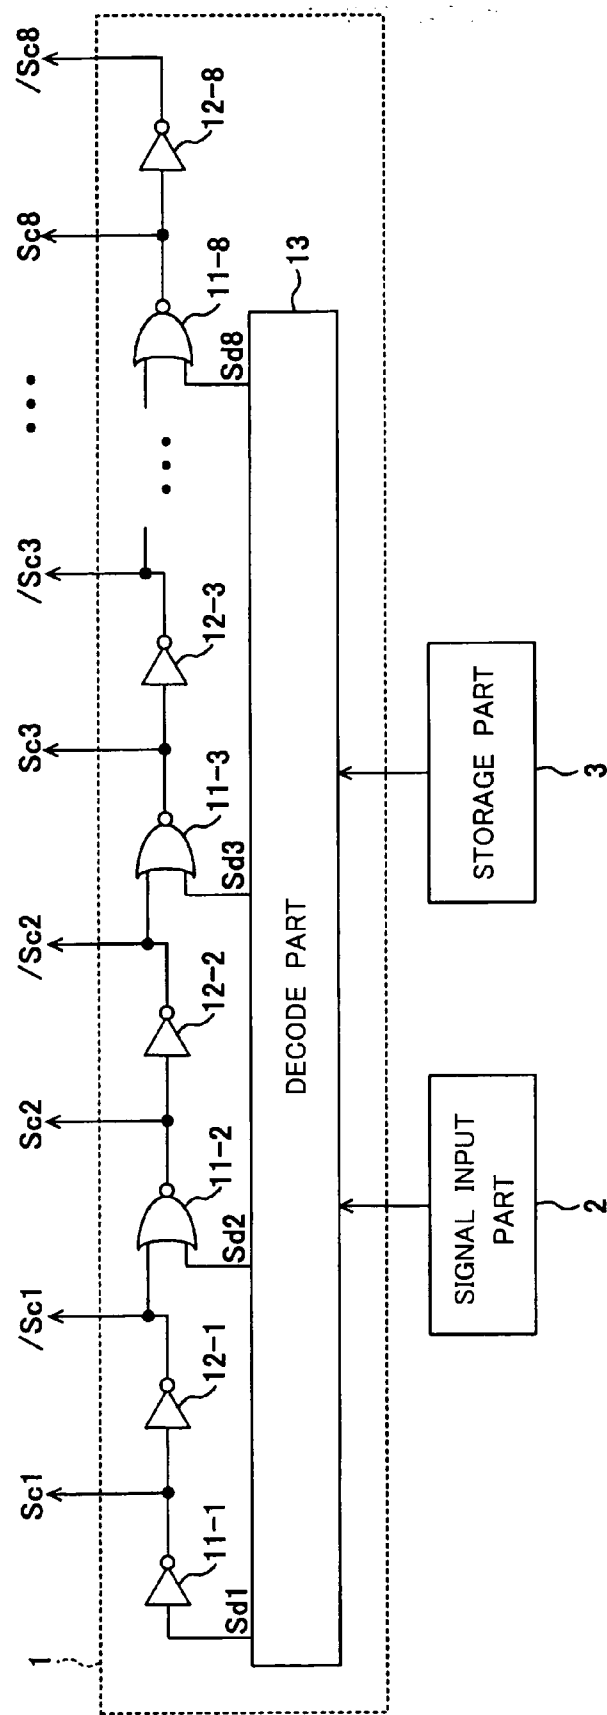 Sc1
/Sc1
Sc2
/Sc2
Sc3
/Sc3
•••
Sc8
/Sc8
1
11-1
12-1
11-2
12-2
11-3
12-3
•••
11-8
12-8
Sd1
Sd2
Sd3
Sd8
13
DECODE PART
SIGNAL INPUT
PART
2
STORAGE PART
3